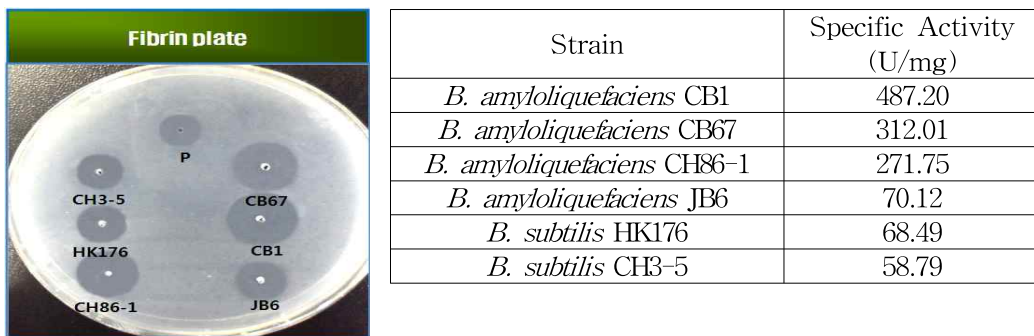 Fibrin plate
P
CH3-5
CB67
HK176
CB1
CH86-1
JB6
Strain Specific Activity (U/mg)
B. amyloliquefaciens CB1 487.20
B. amyloliquefaciens CB67 312.01
B. amyloliquefaciens CH86-1 271.75
B. amyloliquefaciens JB6 70.12
B. subtilis HK176 68.49
B. subtilis CH3-5 58.79